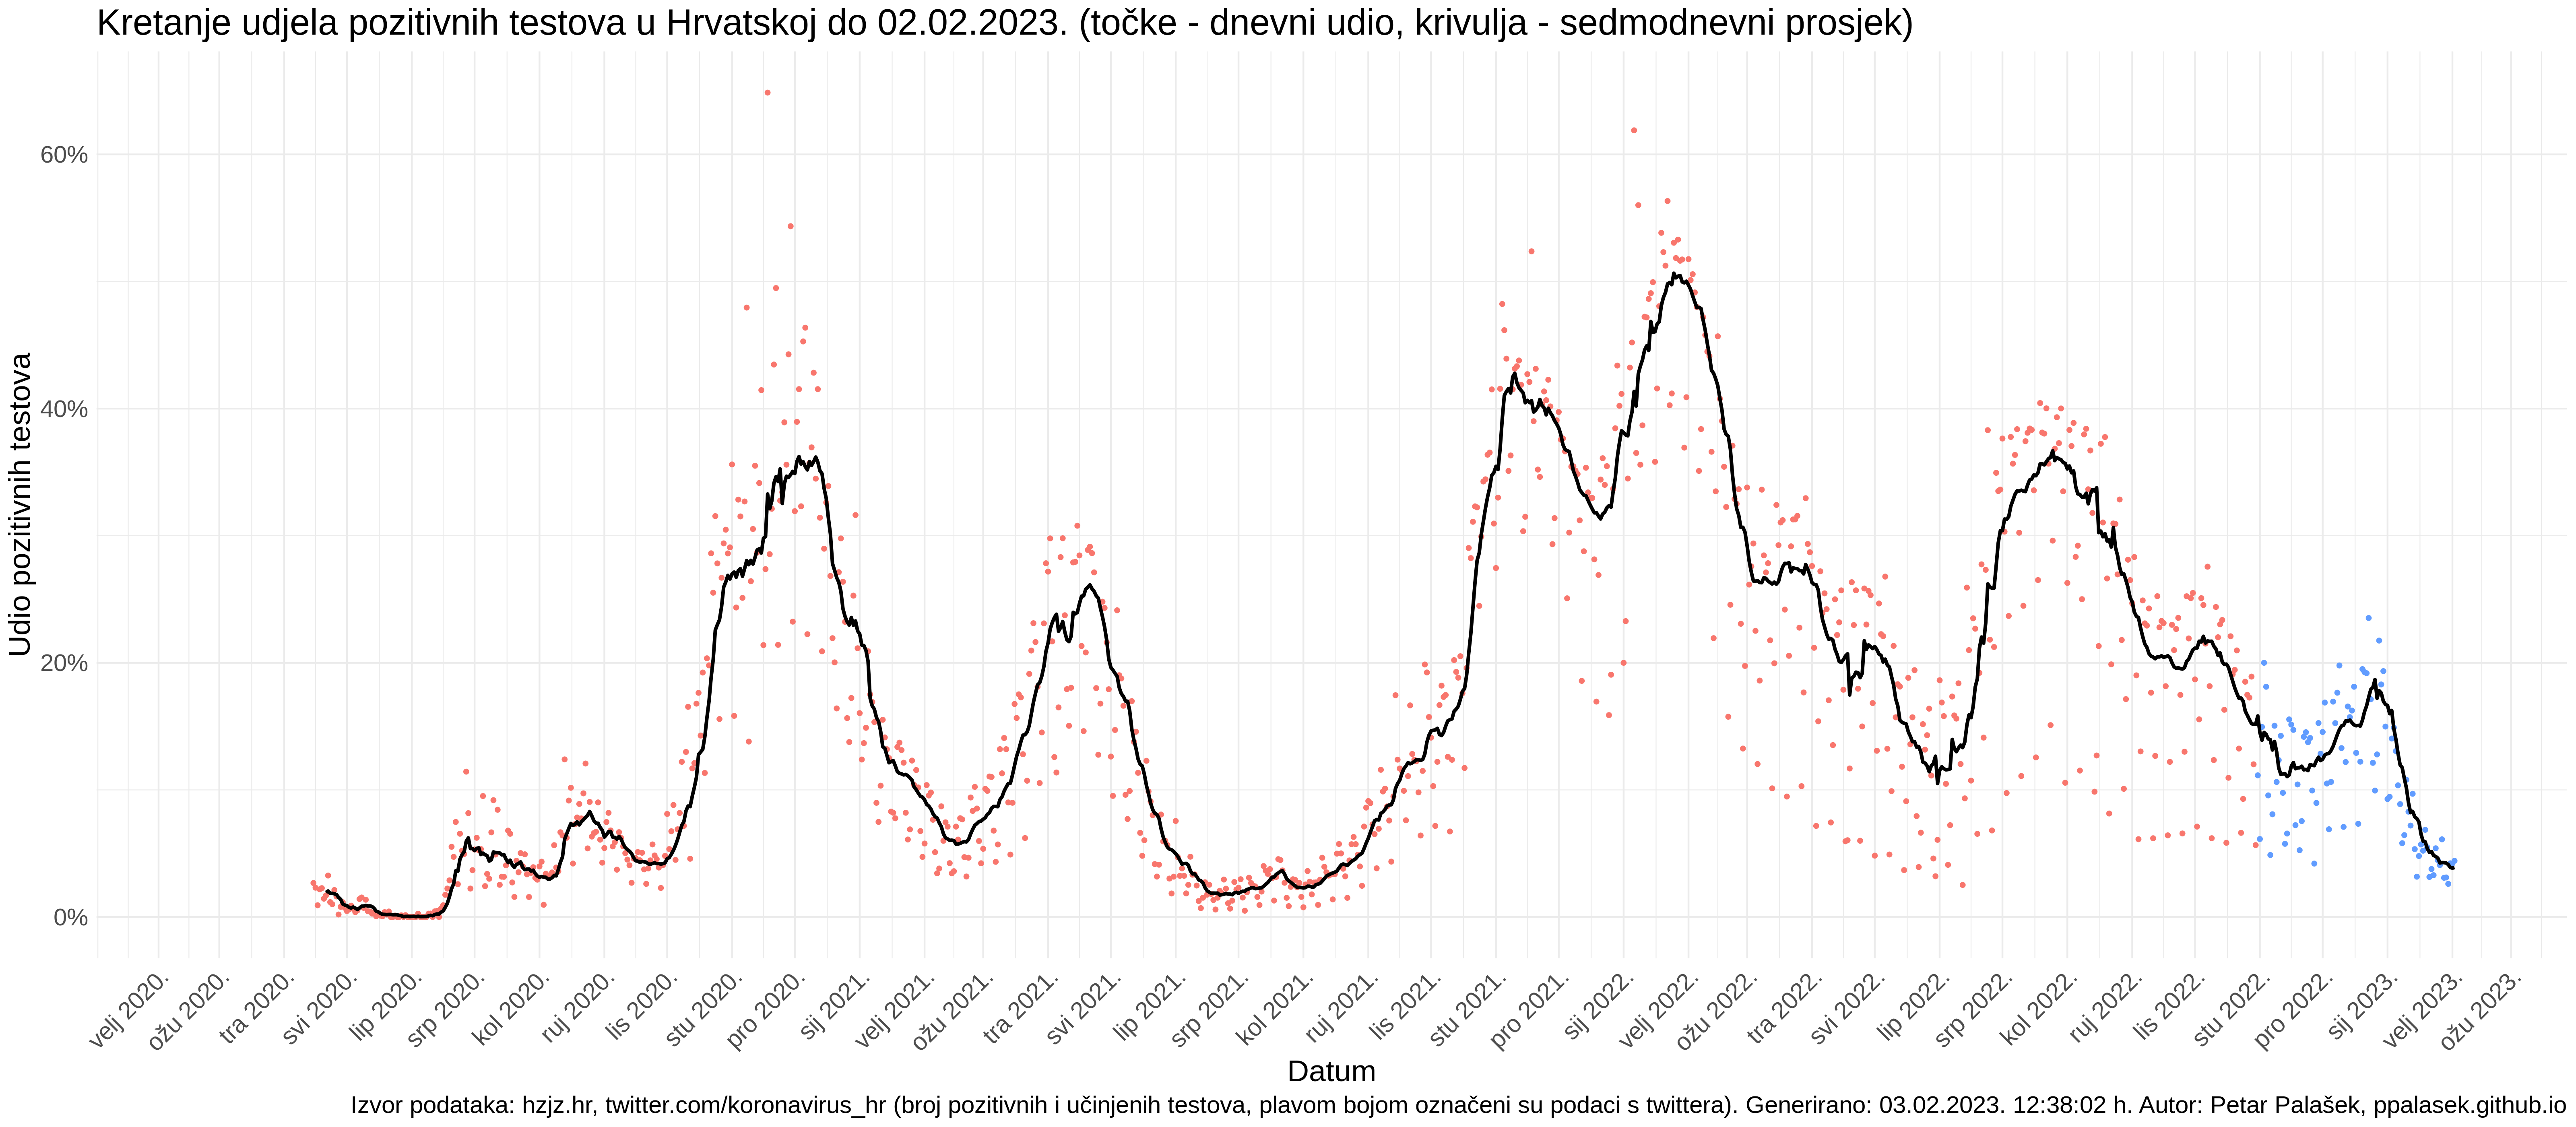 Kretanje udjela pozitivnih testova u Hrvatskoj do 02.02.2023. (točke - dnevni udio, krivulja - sedmodnevni prosjek)
Udio pozitivnih testova
60%
40%
20%
0%
velj 2020.
ožu 2020.
tra 2020.
svi 2020.
lip 2020.
srp 2020.
kol 2020.
ruj 2020.
lis 2020.
stu 2020.
pro 2020.
sij 2021.
velj 2021.
ožu 2021.
tra 2021.
svi 2021.
lip 2021.
srp 2021.
kol 2021.
ruj 2021.
lis 2021.
stu 2021.
pro 2021.
sij 2022.
velj 2022.
ožu 2022.
tra 2022.
svi 2022.
lip 2022.
srp 2022.
kol 2022.
ruj 2022.
lis 2022.
stu 2022.
pro 2022.
sij 2023.
velj 2023.
ožu 2023.
Datum
Izvor podataka: hzjz.hr, twitter.com/koronavirus_hr (broj pozitivnih i učinjenih testova, plavom bojom označeni su podaci s twittera). Generirano: 03.02.2023. 12:38:02 h. Autor: Petar Palašek, ppalasek.github.io